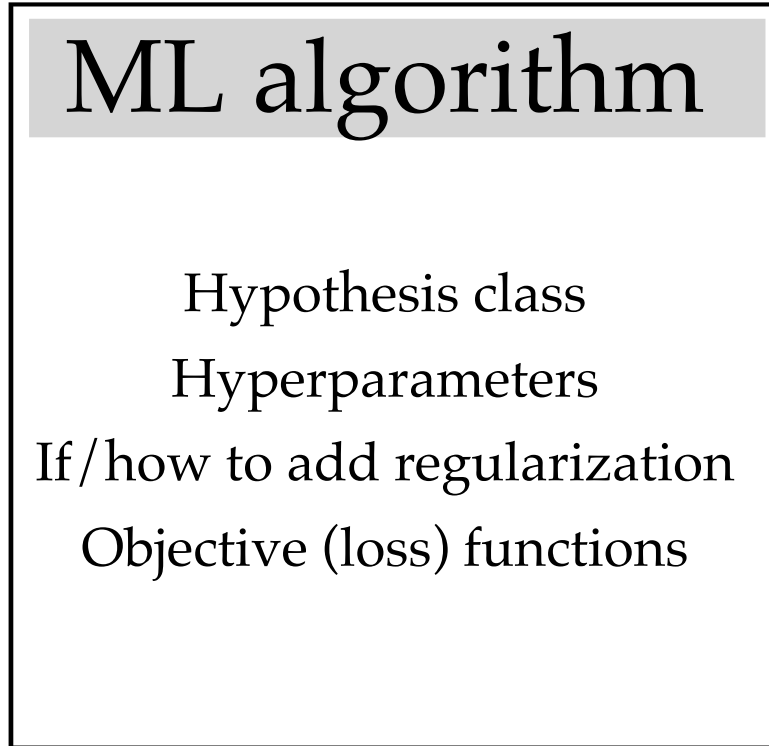 ML algorithm
Hypothesis class
Hyperparameters
If/how to add regularization
Objective (loss) functions